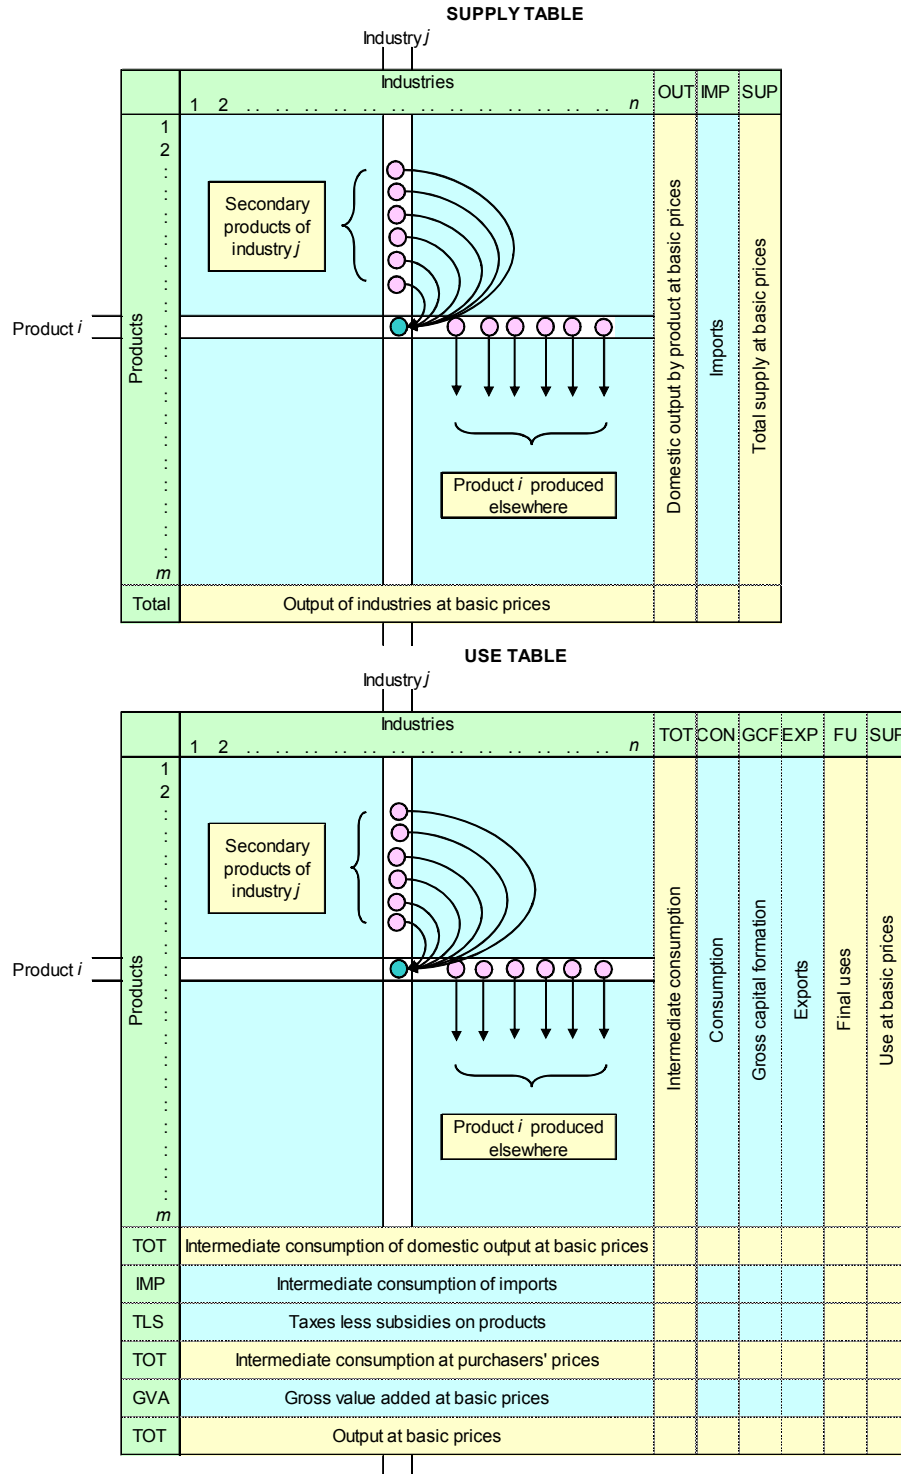 SUPPLY TABLE
Industry j
Industries
1 2 .. .. .. .. .. .. .. .. .. .. .. .. .. n
OUT IMP SUP
1
2
:
:
:
:
:
:
:
:
:
:
:
:
:
:
m
Products
Product i
Secondary
products of
industry j
Product i produced
elsewhere
Domestic output by product at basic prices
Imports
Total supply at basic prices
Total Output of industries at basic prices
USE TABLE
Industry j
Industries
1 2 .. .. .. .. .. .. .. .. .. .. .. .. .. n
TOT CON GCF EXP FU SUP
1
2
:
:
:
:
:
:
:
:
:
:
:
:
:
:
m
Products
Product i
Secondary
products of
industry j
Product i produced
elsewhere
Intermediate consumption
Consumption
Gross capital formation
Exports
Final uses
Use at basic prices
TOT Intermediate consumption of domestic output at basic prices
IMP Intermediate consumption of imports
TLS Taxes less subsidies on products
TOT Intermediate consumption at purchasers' prices
GVA Gross value added at basic prices
TOT Output at basic prices